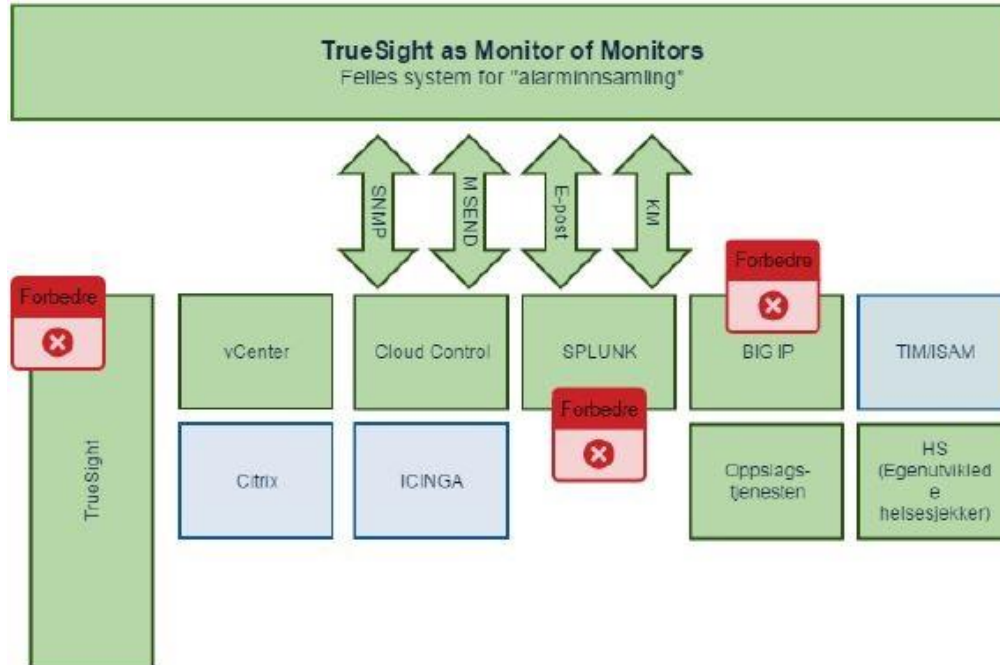 TrueSight as Monitor of Monitors
Felles system for "alarminnsamling"
SNMP
M SEND
E-post
KM
Forbedre
Forbedre
vCenter
Cloud Control
SPLUNK
BIG IP
TIM/ISAM
Forbedre
TrueSight
Citrix
ICINGA
Oppslags-
tjenesten
HS
(Egenutvikled
e
helsesjekker)